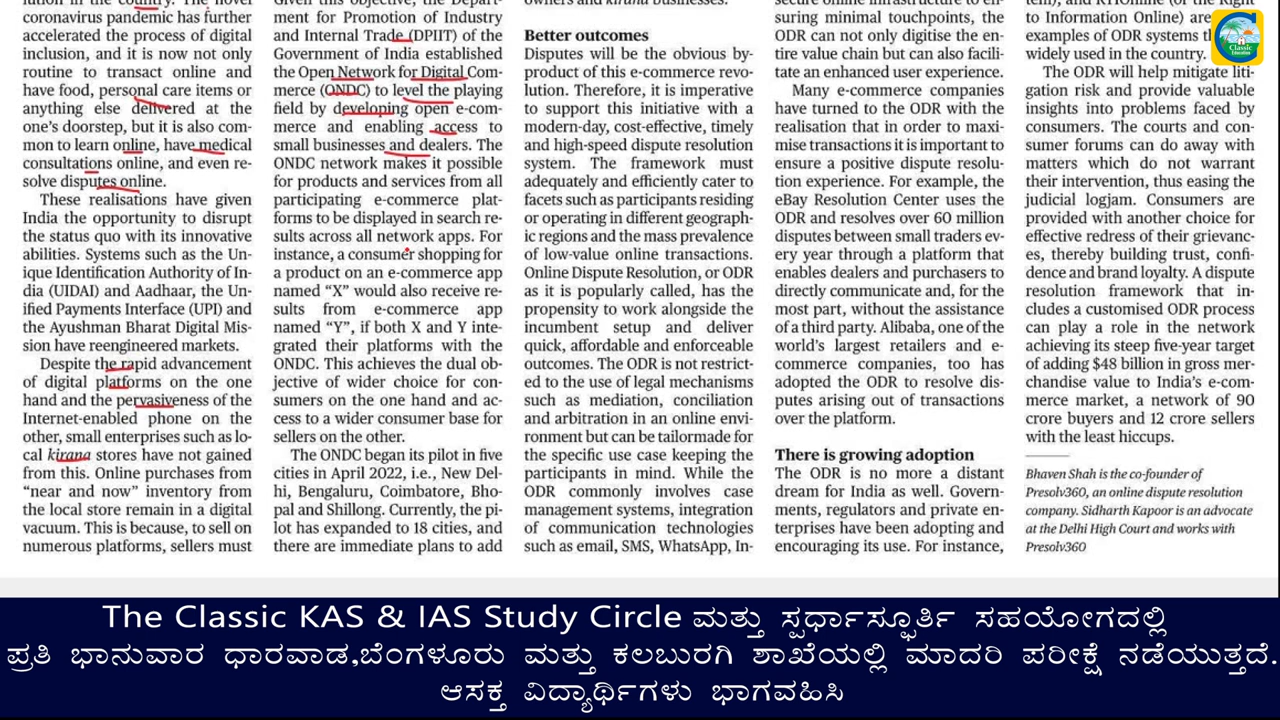 lution in the country. The novel
coronavirus pandemic has further
accelerated the process of digital
inclusion, and it is now not only
routine to transact online and
have food, personal care items or
anything else delivered at the
one's doorstep, but it is also com-
mon to learn online, have medical
consultations online, and even re-
solve disputes online.
These realisations have given
India the opportunity to disrupt
the status quo with its innovative
abilities. Systems such as the Un-
ique Identification Authority of In-
dia (UIDAI) and Aadhaar, the Un-
ified Payments Interface (UPI) and
the Ayushman Bharat Digital Mis-
sion have reengineered markets.
Despite the rapid advancement
of digital platforms on the one
hand and the pervasiveness of the
Internet-enabled phone on the
other, small enterprises such as lo-
cal kirana stores have not gained
from this. Online purchases from
“near and now” inventory from
the local store remain in a digital
vacuum. This is because, to sell on
numerous platforms, sellers must
Given this objective, the Depart-
ment for Promotion of Industry
and Internal Trade (DPIIT) of the
Government of India established
the Open Network for Digital Com-
merce (ONDC) to level the playing
field by developing open e-com-
merce and enabling access to
small businesses and dealers. The
ONDC network makes it possible
for products and services from all
participating e-commerce plat-
forms to be displayed in search re-
sults across all network apps. For
instance, a consumer shopping for
a product on an e-commerce app
named “X” would also receive re-
sults from e-commerce app
named “Y”, if both X and Y inte-
grated their platforms with the
ONDC. This achieves the dual ob-
jective of wider choice for con-
sumers on the one hand and ac-
cess to a wider consumer base for
sellers on the other.
The ONDC began its pilot in five
cities in April 2022, i.e., New Del-
hi, Bengaluru, Coimbatore, Bho-
pal and Shillong. Currently, the pi-
lot has expanded to 18 cities, and
there are immediate plans to add
owners and kirana businesses.
Better outcomes
Disputes will be the obvious by-
product of this e-commerce revo-
lution. Therefore, it is imperative
to support this initiative with a
modern-day, cost-effective, timely
and high-speed dispute resolution
system. The framework must
adequately and efficiently cater to
facets such as participants residing
or operating in different geograph-
ic regions and the mass prevalence
of low-value online transactions.
Online Dispute Resolution, or ODR
as it is popularly called, has the
propensity to work alongside the
incumbent setup and deliver
quick, affordable and enforceable
outcomes. The ODR is not restrict-
ed to the use of legal mechanisms
such as mediation, conciliation
and arbitration in an online envi-
ronment but can be tailormade for
the specific use case keeping the
participants in mind. While the
ODR commonly involves case
management systems, integration
of communication technologies
such as email, SMS, WhatsApp, In-
secure online infrastructure to en-
suring minimal touchpoints, the
ODR can not only digitise the en-
tire value chain but can also facili-
tate an enhanced user experience.
Many e-commerce companies
have turned to the ODR with the
realisation that in order to maxi-
mise transactions it is important to
ensure a positive dispute resolu-
tion experience. For example, the
eBay Resolution Center uses the
ODR and resolves over 60 million
disputes between small traders ev-
ery year through a platform that
enables dealers and purchasers to
directly communicate and, for the
most part, without the assistance
of a third party. Alibaba, one of the
world's largest retailers and e-
commerce companies, too has
adopted the ODR to resolve dis-
putes arising out of transactions
over the platform.
There is growing adoption
The ODR is no more a distant
dream for India as well. Govern-
ments, regulators and private en-
terprises have been adopting and
encouraging its use. For instance,
tem), and RTIOnline (or the Right
to Information Online) are
examples of ODR systems
widely used in the country.
The ODR will help mitigate liti-
gation risk and provide valuable
insights into problems faced by
consumers. The courts and con-
sumer forums can do away with
matters which do not warrant
their intervention, thus easing the
judicial logjam. Consumers are
provided with another choice for
effective redress of their grievanc-
es, thereby building trust, confi-
dence and brand loyalty. A dispute
resolution framework that in-
cludes a customised ODR process
can play a role in the network
achieving its steep five-year target
of adding $48 billion in gross mer-
chandise value to India's e-com-
merce market, a network of 90
crore buyers and 12 crore sellers
with the least hiccups.
Bhaven Shah is the co-founder of
Presolv360, an online dispute resolution
company. Sidharth Kapoor is an advocate
at the Delhi High Court and works with
Presolv360
Classic
Education
The Classic KAS & IAS Study Circle ಮತ್ತು ಸ್ಪರ್ಧಾಸ್ಫೂರ್ತಿ ಸಹಯೋಗದಲ್ಲಿ
ಪ್ರತಿ ಭಾನುವಾರ ಧಾರವಾಡ,ಬೆಂಗಳೂರು ಮತ್ತು ಕಲಬುರಗಿ ಶಾಖೆಯಲ್ಲಿ ಮಾದರಿ ಪರೀಕ್ಷೆ ನಡೆಯುತ್ತದೆ.
ಆಸಕ್ತ ವಿದ್ಯಾರ್ಥಿಗಳು ಭಾಗವಹಿಸಿ